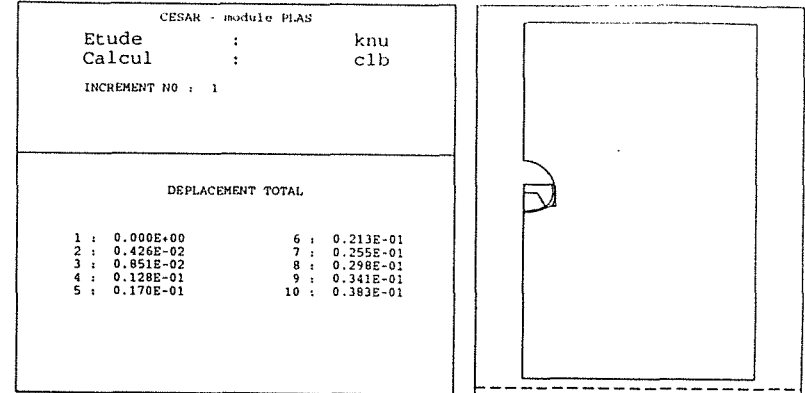 CESAR - module PLAS
Etude : knu
Calcul : clb
INCREMENT NO : 1
DEPLACEMENT TOTAL
1 : 0.000E+00 6 : 0.213E-01
2 : 0.426E-02 7 : 0.255E-01
3 : 0.851E-02 8 : 0.298E-01
4 : 0.128E-01 9 : 0.341E-01
5 : 0.170E-01 10 : 0.383E-01